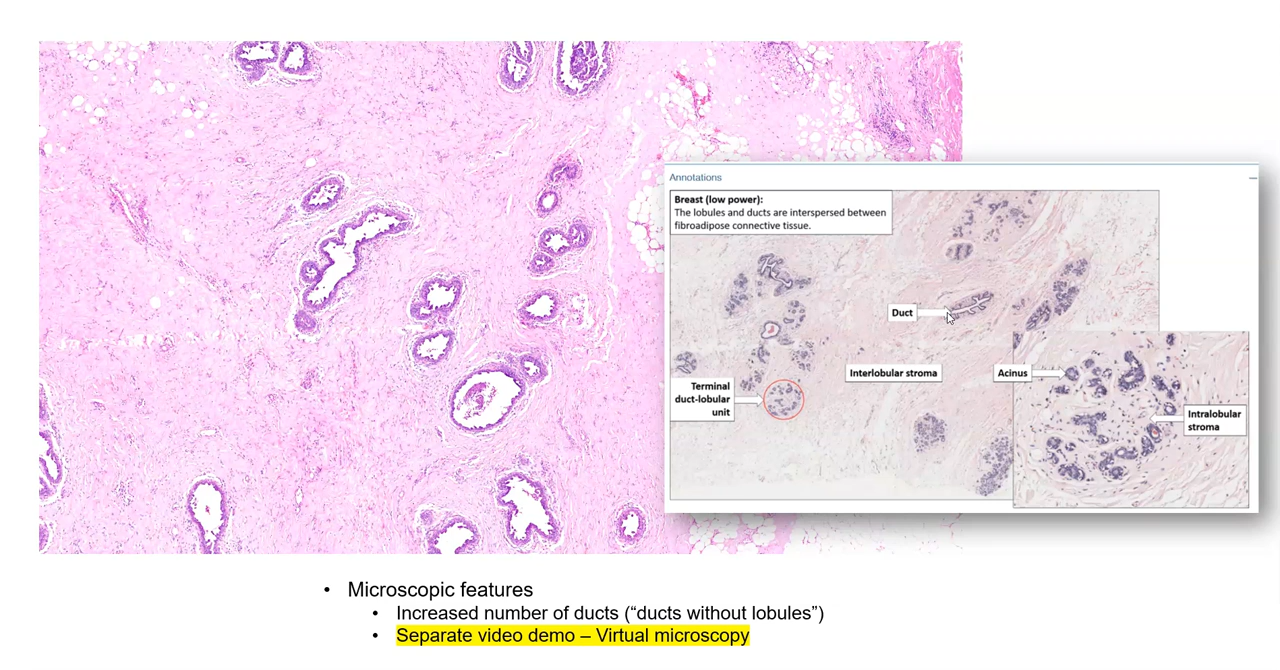 Annotations
Breast (low power):
The lobules and ducts are interspersed between
fibroadipose connective tissue.
Duct
Interlobular stroma
Acinus
Terminal
duct-lobular
unit
Intralobular
stroma
• Microscopic features
• Increased number of ducts (“ducts without lobules”)
• Separate video demo – Virtual microscopy